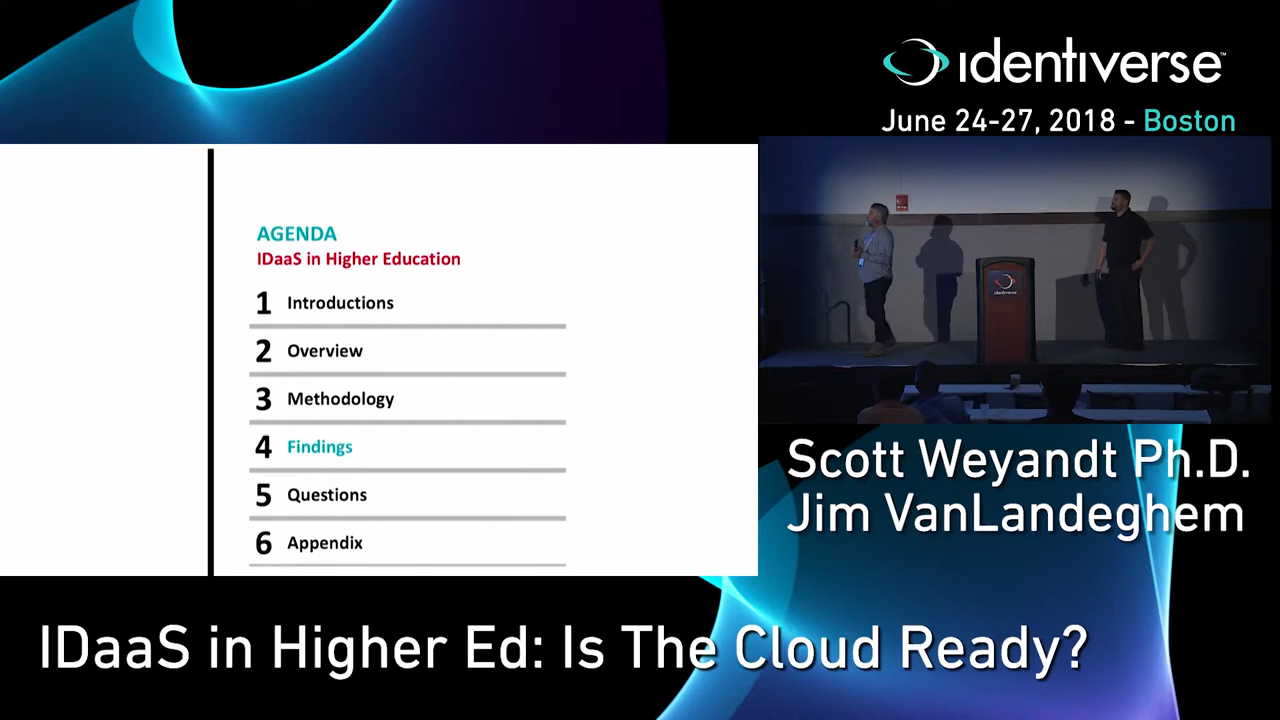 identiverse™
June 24-27, 2018 - Boston
AGENDA
IDaaS in Higher Education
1 Introductions
2 Overview
3 Methodology
4 Findings
5 Questions
6 Appendix
identiverse
Scott Weyandt Ph.D.
Jim VanLandeghem
IDaaS in Higher Ed: Is The Cloud Ready?